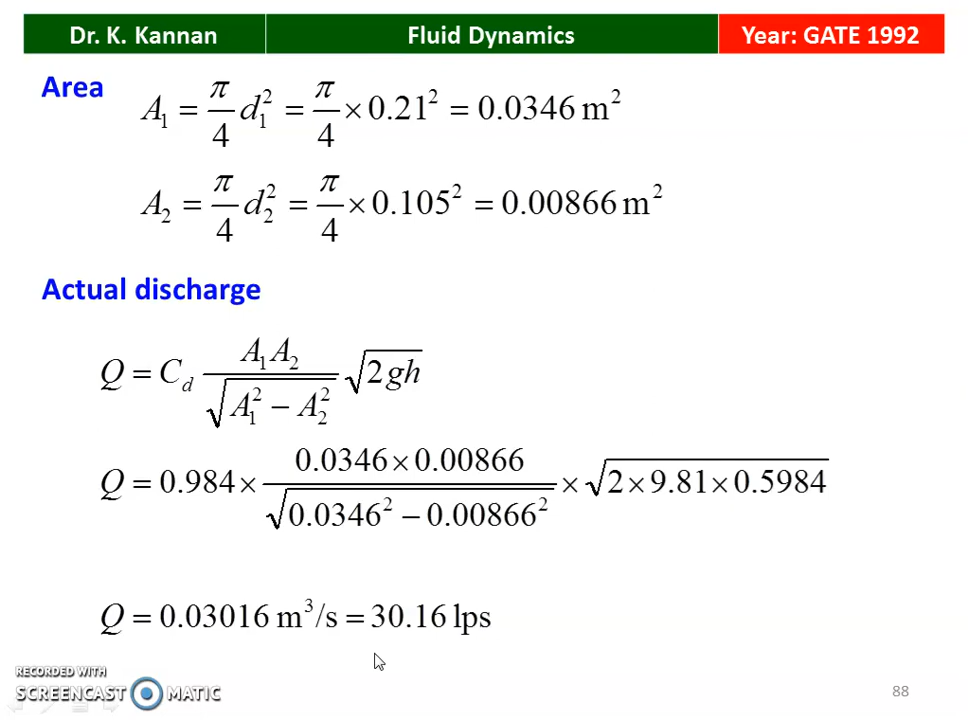 Dr. K. Kannan Fluid Dynamics Year: GATE 1992
Area A₁ = π/4 d₁² = π/4 × 0.21² = 0.0346 m²
A₂ = π/4 d₂² = π/4 × 0.105² = 0.00866 m²
Actual discharge
Q = C_d A₁A₂ / √(A₁² − A₂²) √(2gh)
Q = 0.984 × (0.0346 × 0.00866) / √(0.0346² − 0.00866²) × √(2 × 9.81 × 0.5984)
Q = 0.03016 m³/s = 30.16 lps
RECORDED WITH
SCREENCAST MATIC
88